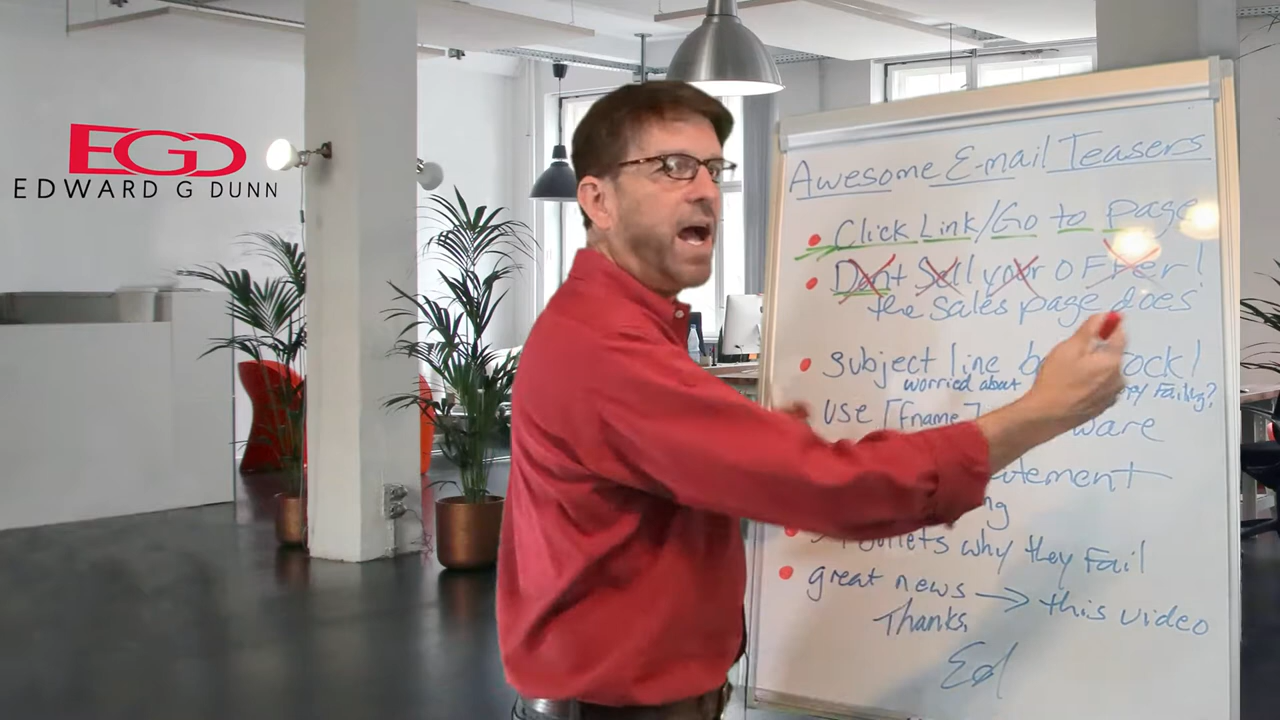 EGD
EDWARD G DUNN
Awesome E-mail Teasers
Click Link/Go to page
Don't Sell your offer!
the sales page does
subject line ock!
worried about Failing?
use [fname] ware
atement
ng
bullets why they Fail
great news → this video
Thanks,
Ed